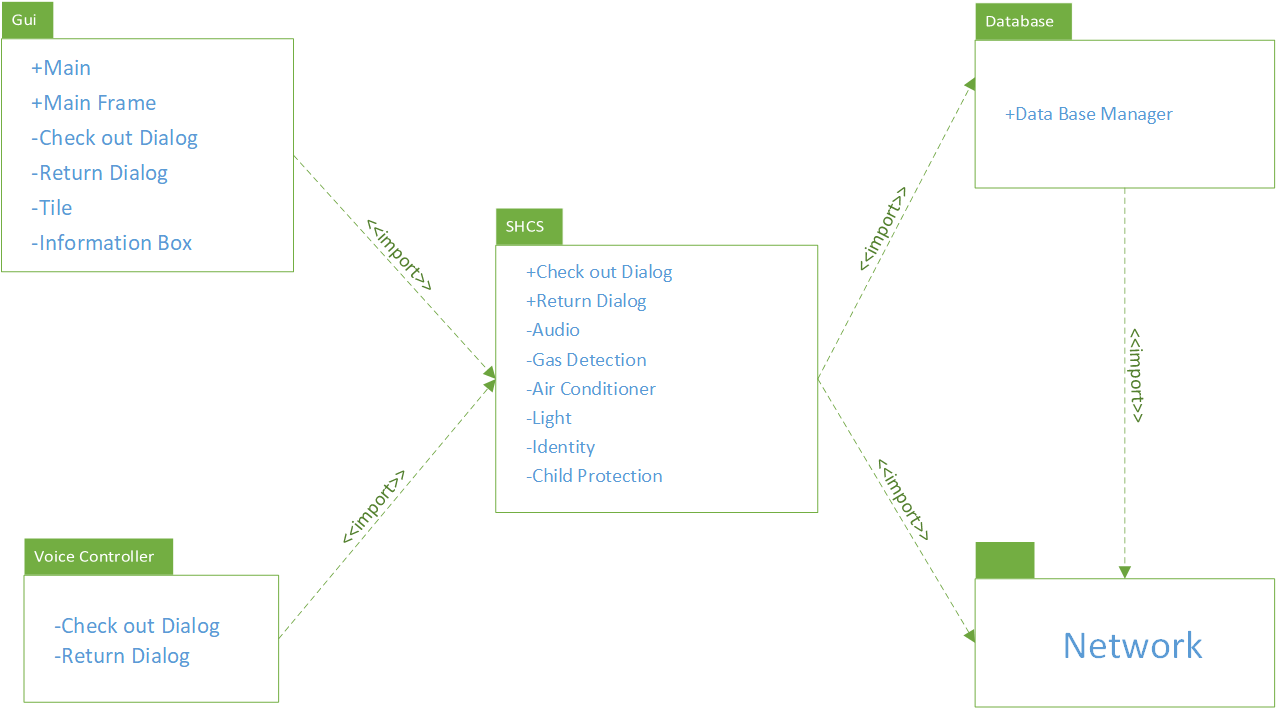 Gui
+Main
+Main Frame
-Check out Dialog
-Return Dialog
-Tile
-Information Box
<<import>>
Voice Controller
-Check out Dialog
-Return Dialog
<<import>>
SHCS
+Check out Dialog
+Return Dialog
-Audio
-Gas Detection
-Air Conditioner
-Light
-Identity
-Child Protection
<<import>>
<<import>>
Database
+Data Base Manager
<<import>>
Network